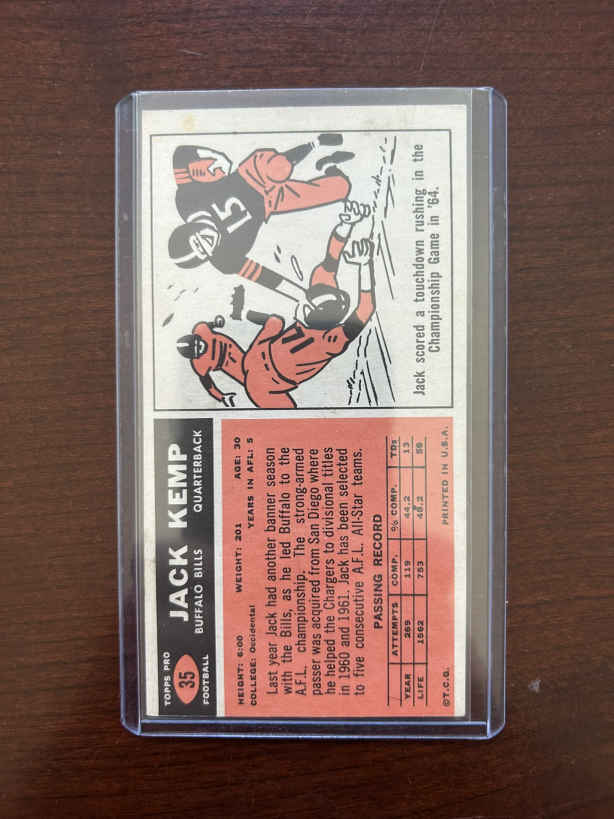 TOPPS PRO
35
FOOTBALL
JACK KEMP
BUFFALO BILLS QUARTERBACK
HEIGHT: 6:00 WEIGHT: 201 AGE: 30
COLLEGE: Occidental YEARS IN AFL: 5
Last year Jack had another banner season
with the Bills, as he led Buffalo to the
A.F.L. championship. The strong-armed
passer was acquired from San Diego where
he helped the Chargers to divisional titles
in 1960 and 1961. Jack has been selected
to five consecutive A.F.L. All-Star teams.
PASSING RECORD
ATTEMPTS COMP. % COMP. TDs
YEAR 269 119 44.2 13
LIFE 1562 753 48.2 56
©T.C.G. PRINTED IN U.S.A.
15
Jack scored a touchdown rushing in the
Championship Game in '64.